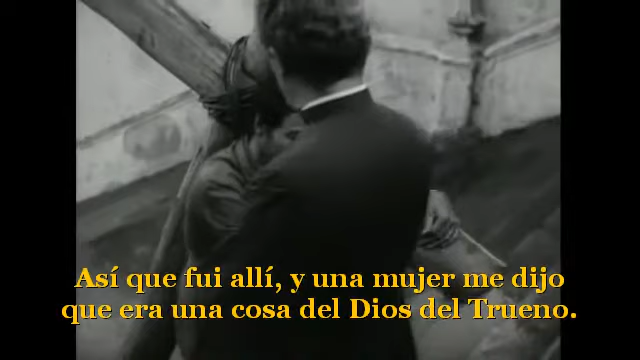 Así que fui allí, y una mujer me dijo
que era una cosa del Dios del Trueno.